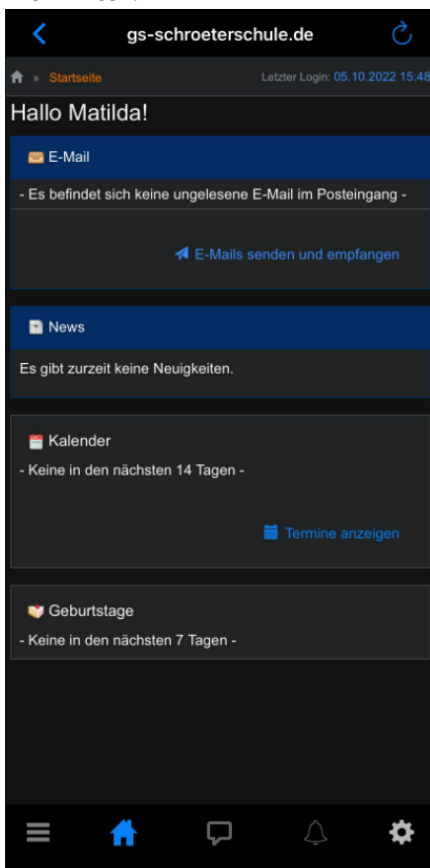 gs-schroeterschule.de
» Startseite
Letzter Login: 05.10.2022 15:48
Hallo Matilda!
E-Mail
- Es befindet sich keine ungelesene E-Mail im Posteingang -
E-Mails senden und empfangen
News
Es gibt zurzeit keine Neuigkeiten.
Kalender
- Keine in den nächsten 14 Tagen -
Termine anzeigen
Geburtstage
- Keine in den nächsten 7 Tagen -